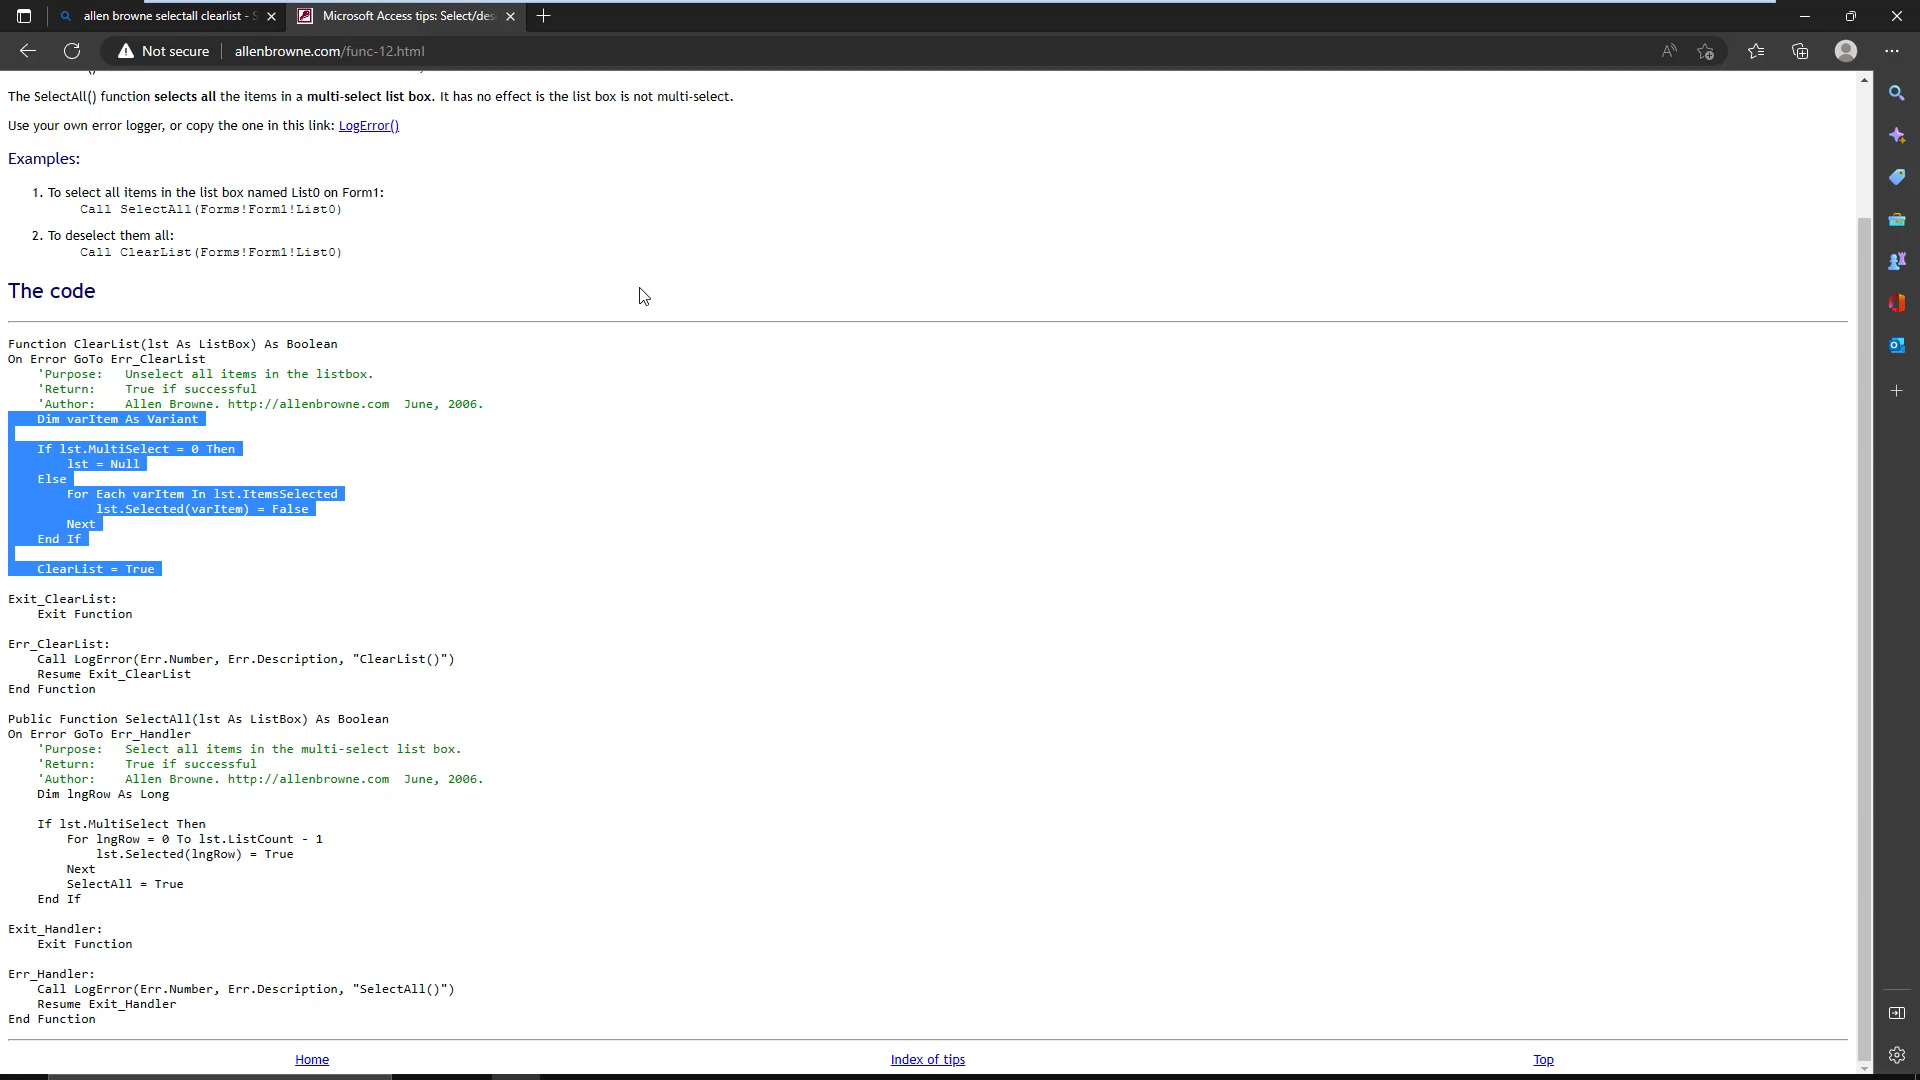 allen browne selectall clearlist - S
Microsoft Access tips: Select/des
Not secure
allenbrowne.com/func-12.html
The SelectAll() function selects all the items in a multi-select list box. It has no effect is the list box is not multi-select.
Use your own error logger, or copy the one in this link: LogError()
Examples:
1. To select all items in the list box named List0 on Form1:
Call SelectAll(Forms!Form1!List0)
2. To deselect them all:
Call ClearList(Forms!Form1!List0)
The code
Function ClearList(lst As ListBox) As Boolean
On Error GoTo Err_ClearList
'Purpose:   Unselect all items in the listbox.
'Return:    True if successful
'Author:    Allen Browne. http://allenbrowne.com  June, 2006.
Dim varItem As Variant
If lst.MultiSelect = 0 Then
lst = Null
Else
For Each varItem In lst.ItemsSelected
lst.Selected(varItem) = False
Next
End If
ClearList = True
Exit_ClearList:
Exit Function
Err_ClearList:
Call LogError(Err.Number, Err.Description, "ClearList()")
Resume Exit_ClearList
End Function
Public Function SelectAll(lst As ListBox) As Boolean
On Error GoTo Err_Handler
'Purpose:   Select all items in the multi-select list box.
'Return:    True if successful
'Author:    Allen Browne. http://allenbrowne.com  June, 2006.
Dim lngRow As Long
If lst.MultiSelect Then
For lngRow = 0 To lst.ListCount - 1
lst.Selected(lngRow) = True
Next
SelectAll = True
End If
Exit_Handler:
Exit Function
Err_Handler:
Call LogError(Err.Number, Err.Description, "SelectAll()")
Resume Exit_Handler
End Function
Home
Index of tips
Top